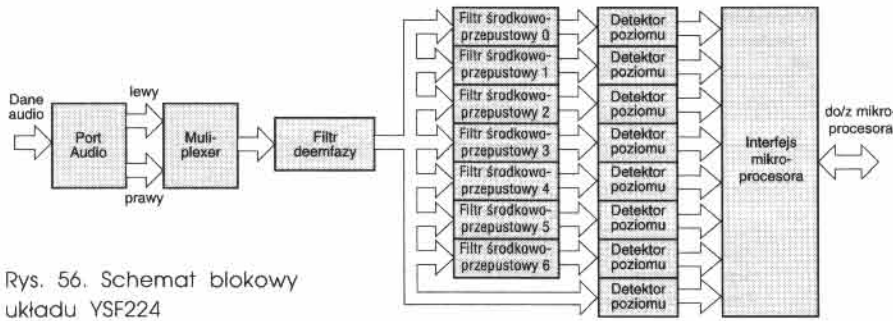 Dane
audio
Port
Audio
lewy
prawy
Muli-
plexer
Filtr
deemfazy
Filtr środkowo-
przepustowy 0
Filtr środkowo-
przepustowy 1
Filtr środkowo-
przepustowy 2
Filtr środkowo-
przepustowy 3
Filtr środkowo-
przepustowy 4
Filtr środkowo-
przepustowy 5
Filtr środkowo-
przepustowy 6
Detektor
poziomu
Detektor
poziomu
Detektor
poziomu
Detektor
poziomu
Detektor
poziomu
Detektor
poziomu
Detektor
poziomu
Detektor
poziomu
Interfejs
mikro-
procesora
do/z mikro
procesora
Rys. 56. Schemat blokowy
układu YSF224